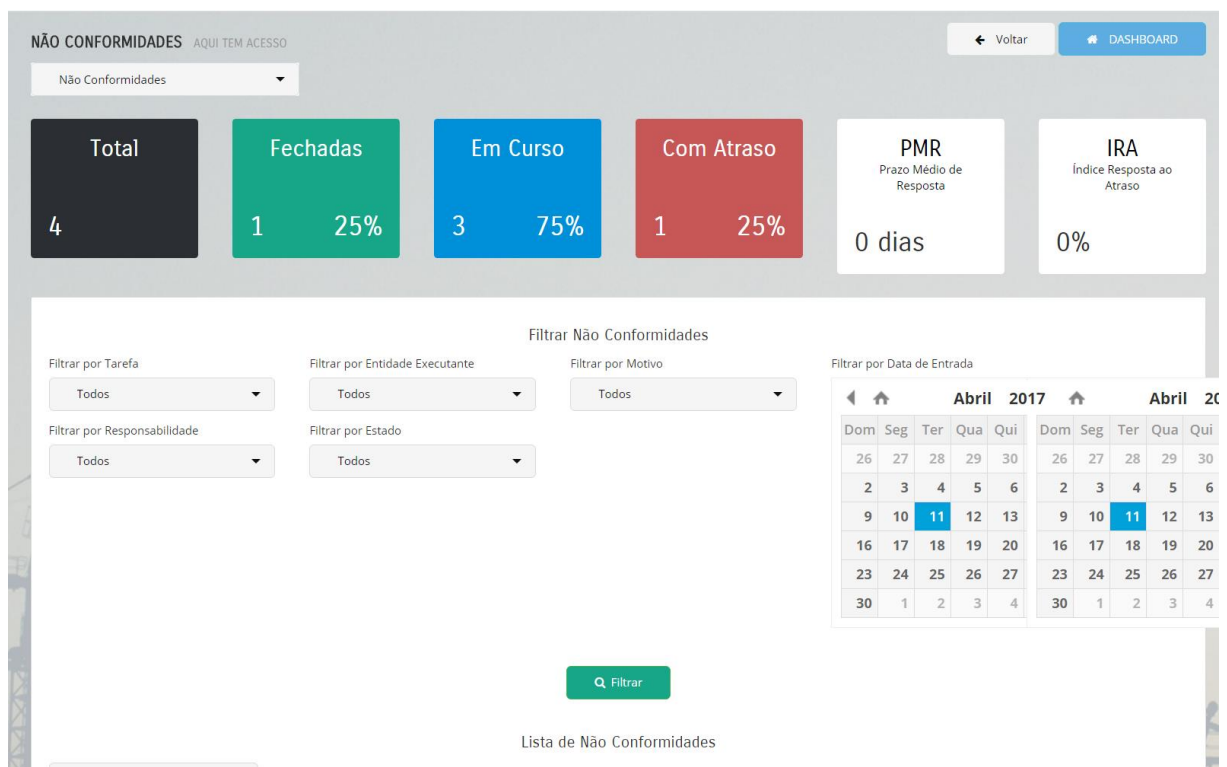 NÃO CONFORMIDADES AQUI TEM ACESSO
Voltar
DASHBOARD
Não Conformidades
Total
4
Fechadas
1 25%
Em Curso
3 75%
Com Atraso
1 25%
PMR
Prazo Médio de
Resposta
0 dias
IRA
Índice Resposta ao
Atraso
0%
Filtrar Não Conformidades
Filtrar por Tarefa
Todos
Filtrar por Entidade Executante
Todos
Filtrar por Motivo
Todos
Filtrar por Responsabilidade
Todos
Filtrar por Estado
Todos
Filtrar por Data de Entrada
Abril 2017
Dom Seg Ter Qua Qui
26 27 28 29 30
2 3 4 5 6
9 10 11 12 13
16 17 18 19 20
23 24 25 26 27
30 1 2 3 4
Abril 20
Dom Seg Ter Qua Qui
26 27 28 29 30
2 3 4 5 6
9 10 11 12 13
16 17 18 19 20
23 24 25 26 27
30 1 2 3 4
Filtrar
Lista de Não Conformidades